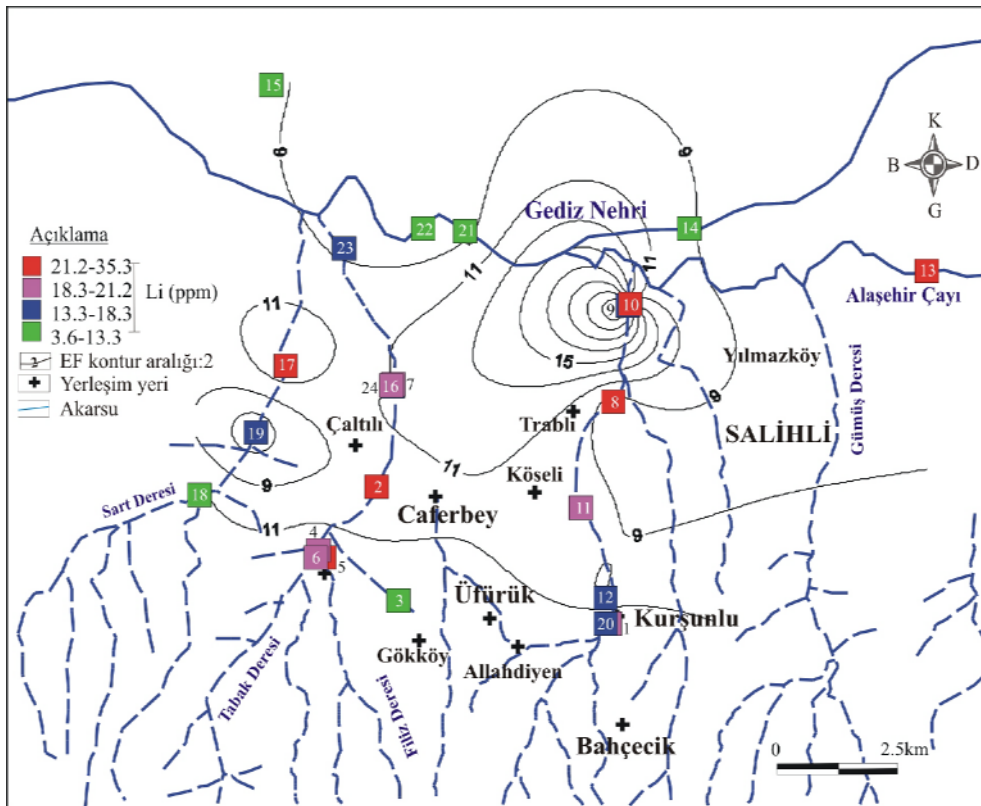 15
K
B D
G
6
6
Gediz Nehri
22
21
14
23
Açıklama
21.2-35.3
18.3-21.2
Li (ppm)
13.3-18.3
3.6-13.3
2 EF kontur aralığı:2
Yerleşim yeri
Akarsu
11
11
13
Alaşehir Çayı
9
10
11
17
15
Yılmazköy
24 16 7
9
8
Trabli
Çaltılı
19
SALİHLİ
Gümüş Deresi
11
9
Köseli
2
18
Sart Deresi
Caferbey
11
11
9
4
6
5
3
12
Üfürük
20
1
Kurşunlu
Gökköy
Allahdiyen
Tabak Deresi
Filiz Deresi
Bahçecik
0 2.5km